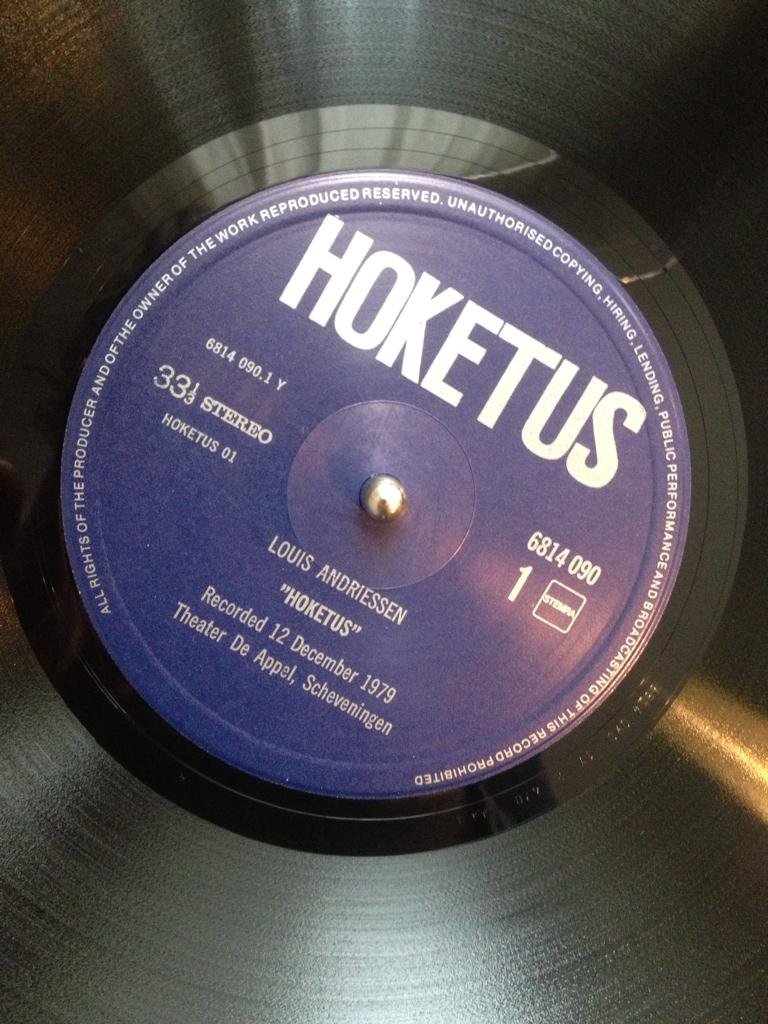 ALL RIGHTS OF THE PRODUCER AND OF THE OWNER OF THE WORK REPRODUCED RESERVED. UNAUTHORISED COPYING, HIRING, LENDING, PUBLIC PERFORMANCE AND BROADCASTING OF THIS RECORD PROHIBITED
HOKETUS
6814 090.1 Y
33⅓ STEREO
HOKETUS 01
6814 090
1 STEMRA
LOUIS ANDRIESSEN
"HOKETUS"
Recorded 12 December 1979
Theater De Appel, Scheveningen